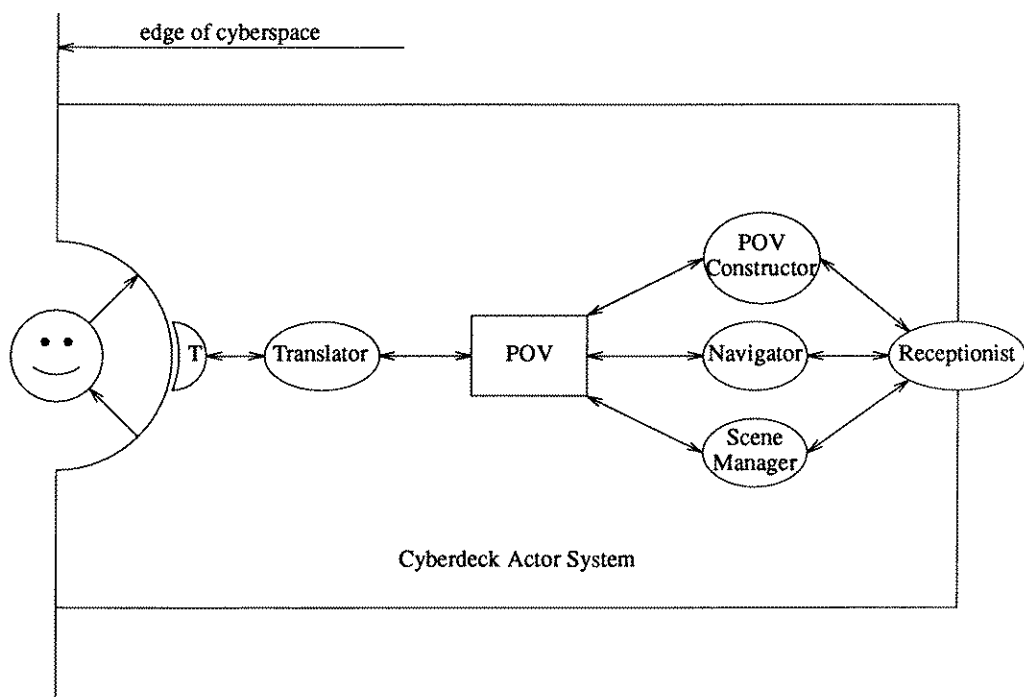 edge of cyberspace
POV
Constructor
T
Translator
POV
Navigator
Receptionist
Scene
Manager
Cyberdeck Actor System